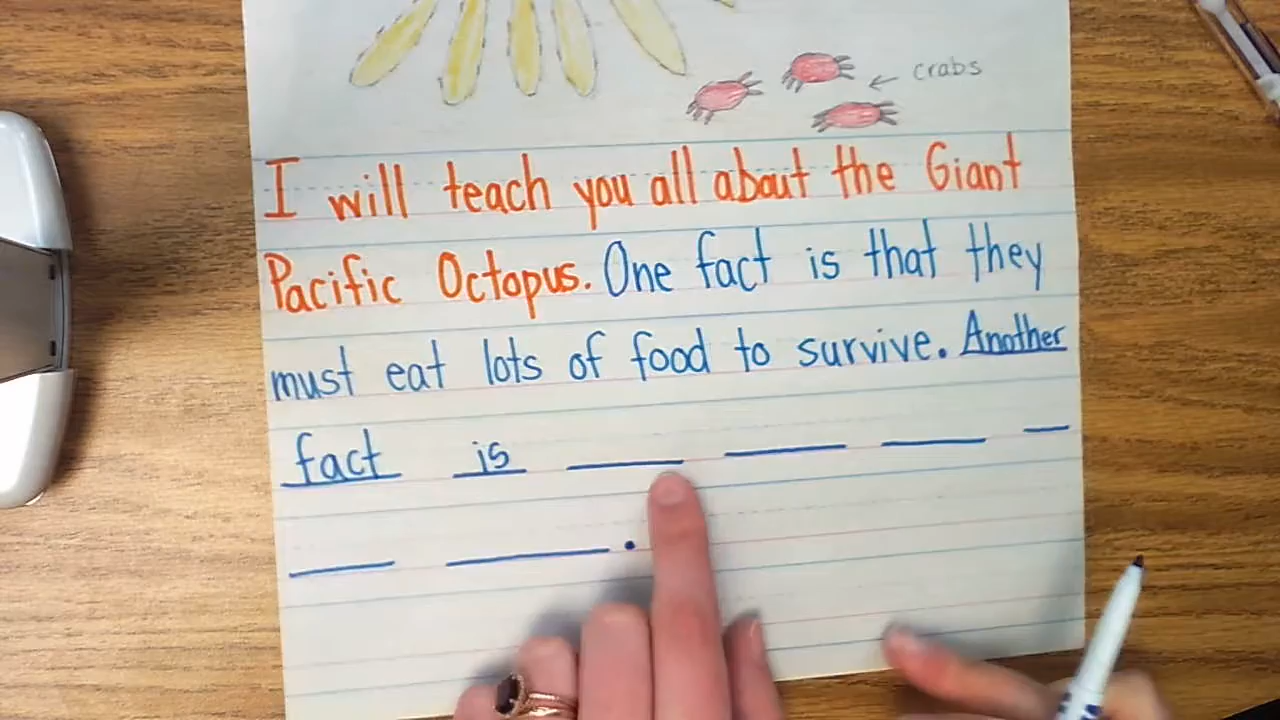 crabs
I will teach you all about the Giant
Pacific Octopus. One fact is that they
must eat lots of food to survive. Another
fact is
.